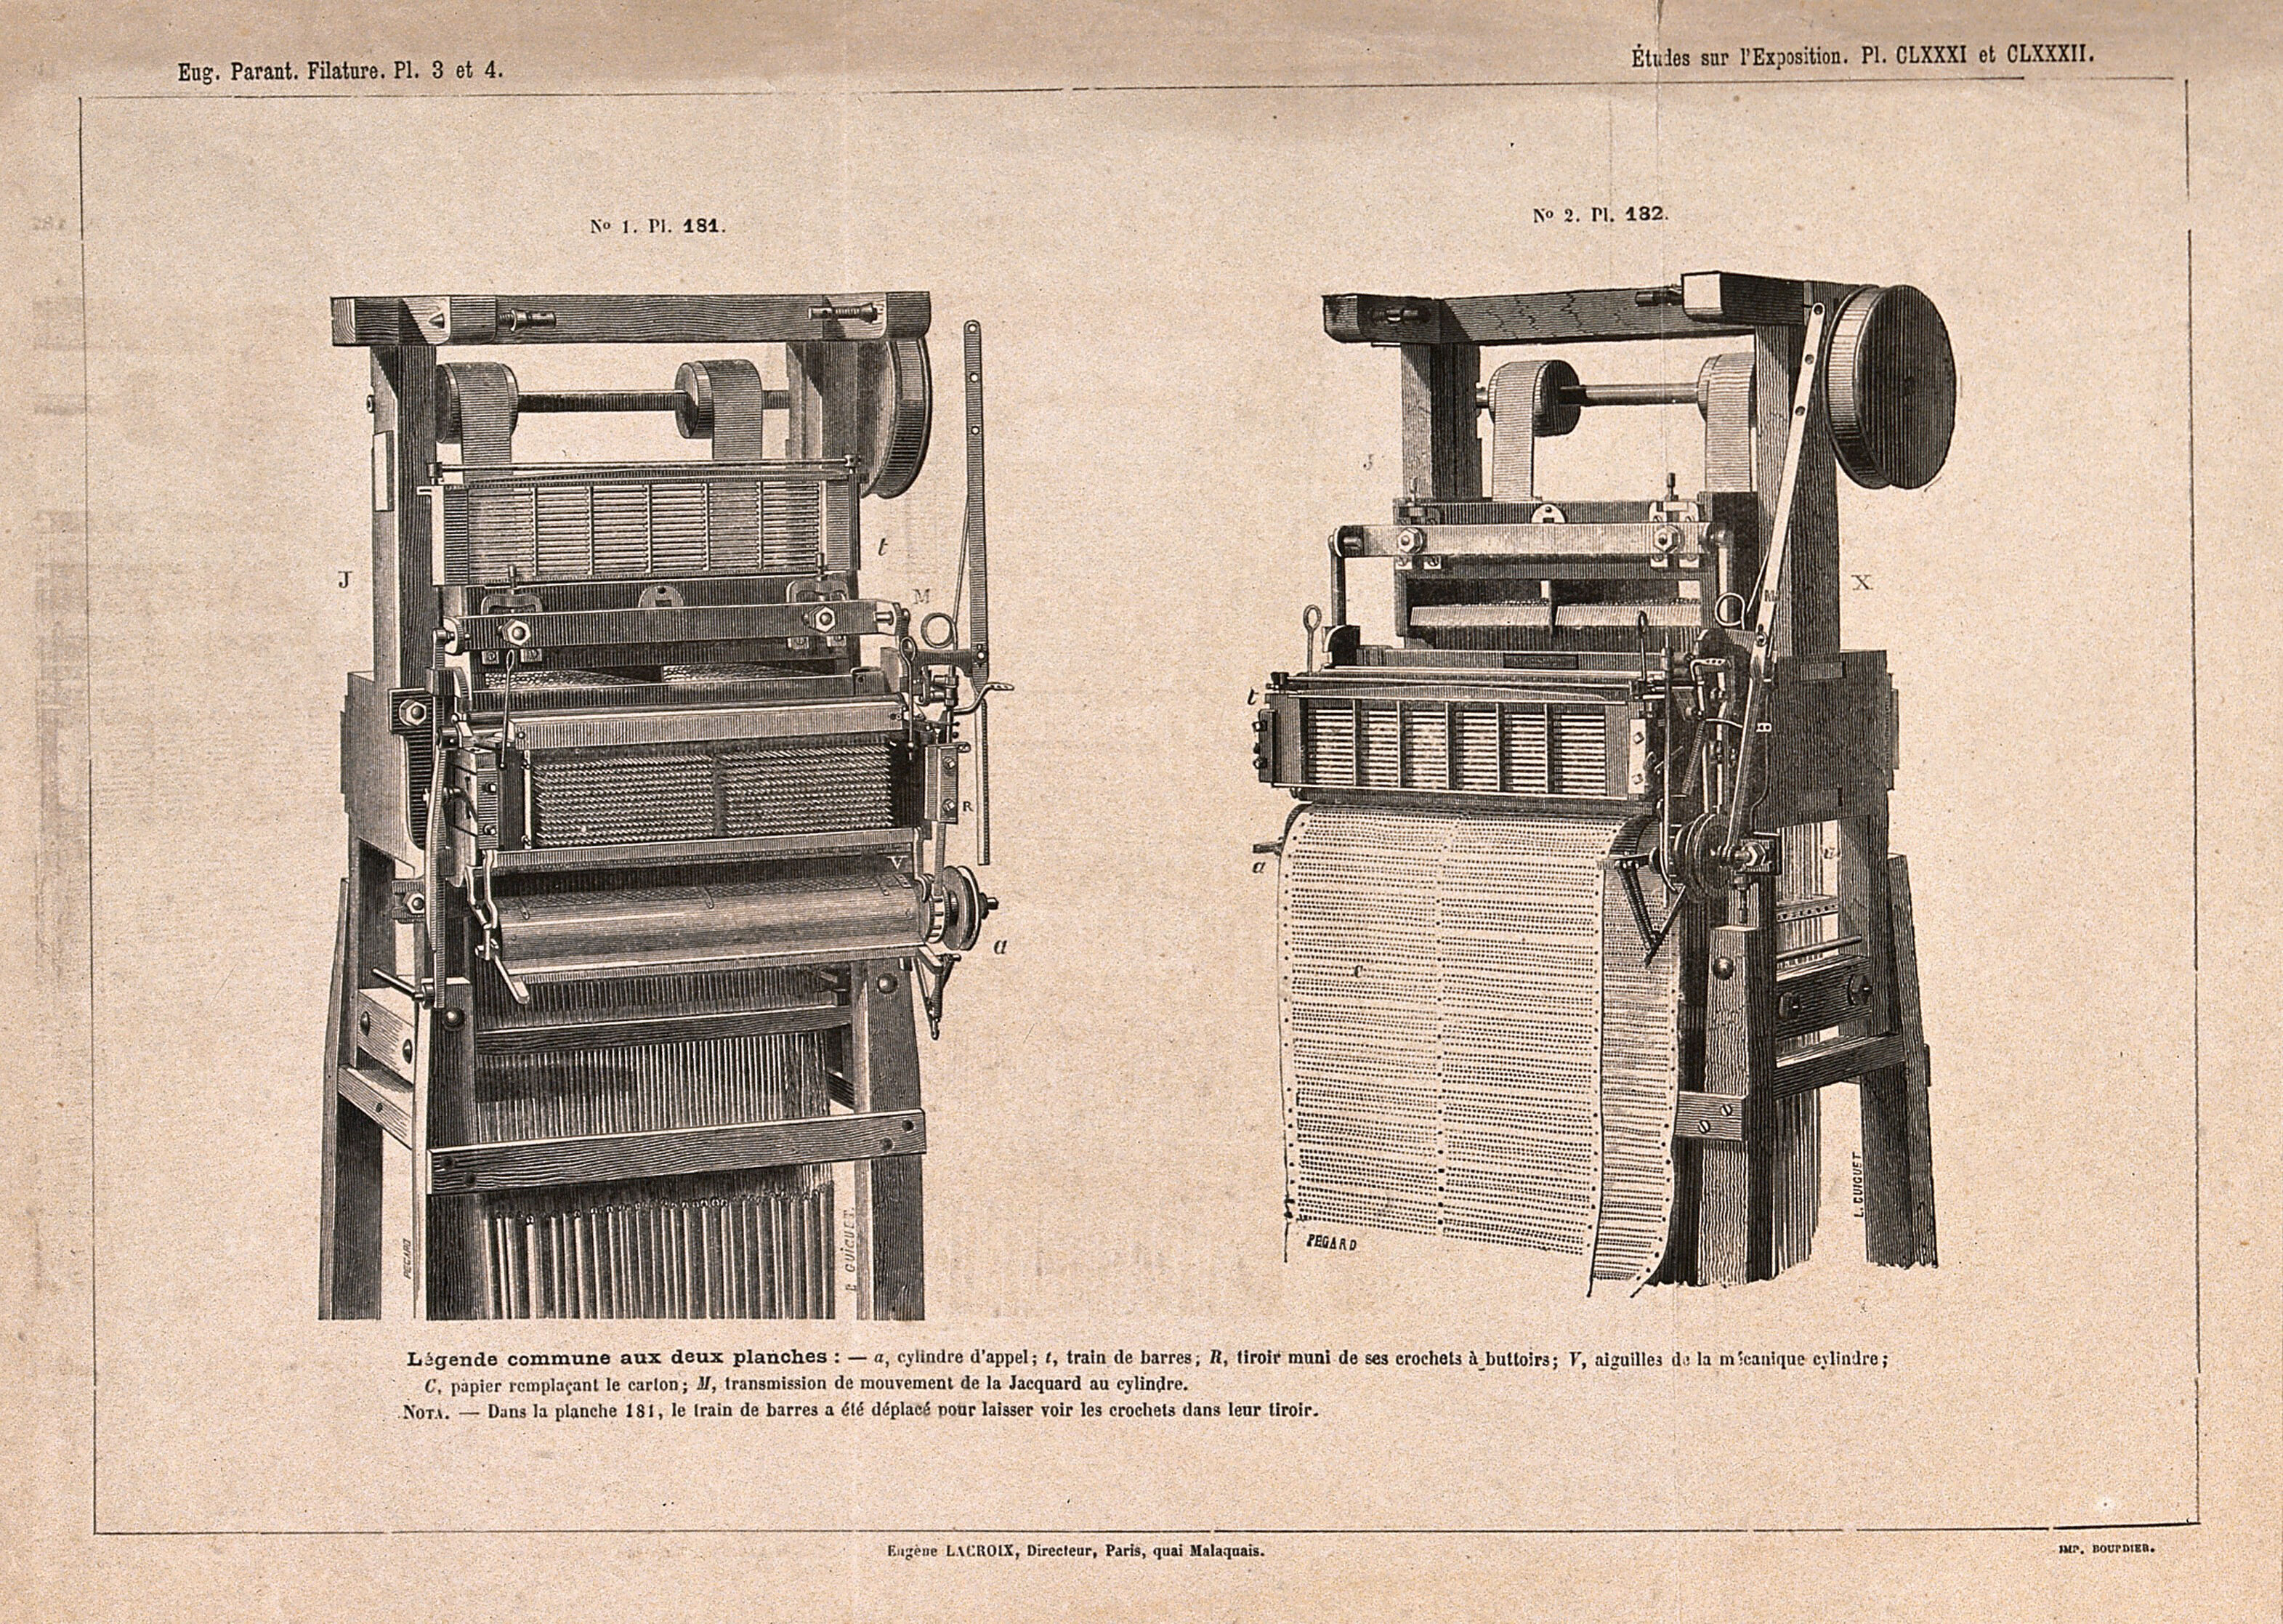 Eug. Parant. Filature. Pl. 3 et 4.
Études sur l'Exposition. Pl. CLXXXI et CLXXXII.
No 1. Pl. 181.
No 2. Pl. 182.
J
t
M
R
V
a
PEGARD
GUIGUET.
J
X
t
M
a
C
PEGARD
L. GUIGUET
Légende commune aux deux planches : — a, cylindre d'appel; t, train de barres; R, tiroir muni de ses crochets à buttoirs; V, aiguilles de la mécanique cylindre;
C, papier remplaçant le carton; M, transmission de mouvement de la Jacquard au cylindre.
NOTA. — Dans la planche 181, le train de barres a été déplacé pour laisser voir les crochets dans leur tiroir.
Eugène LACROIX, Directeur, Paris, quai Malaquais.
IMP. BOURDIER.